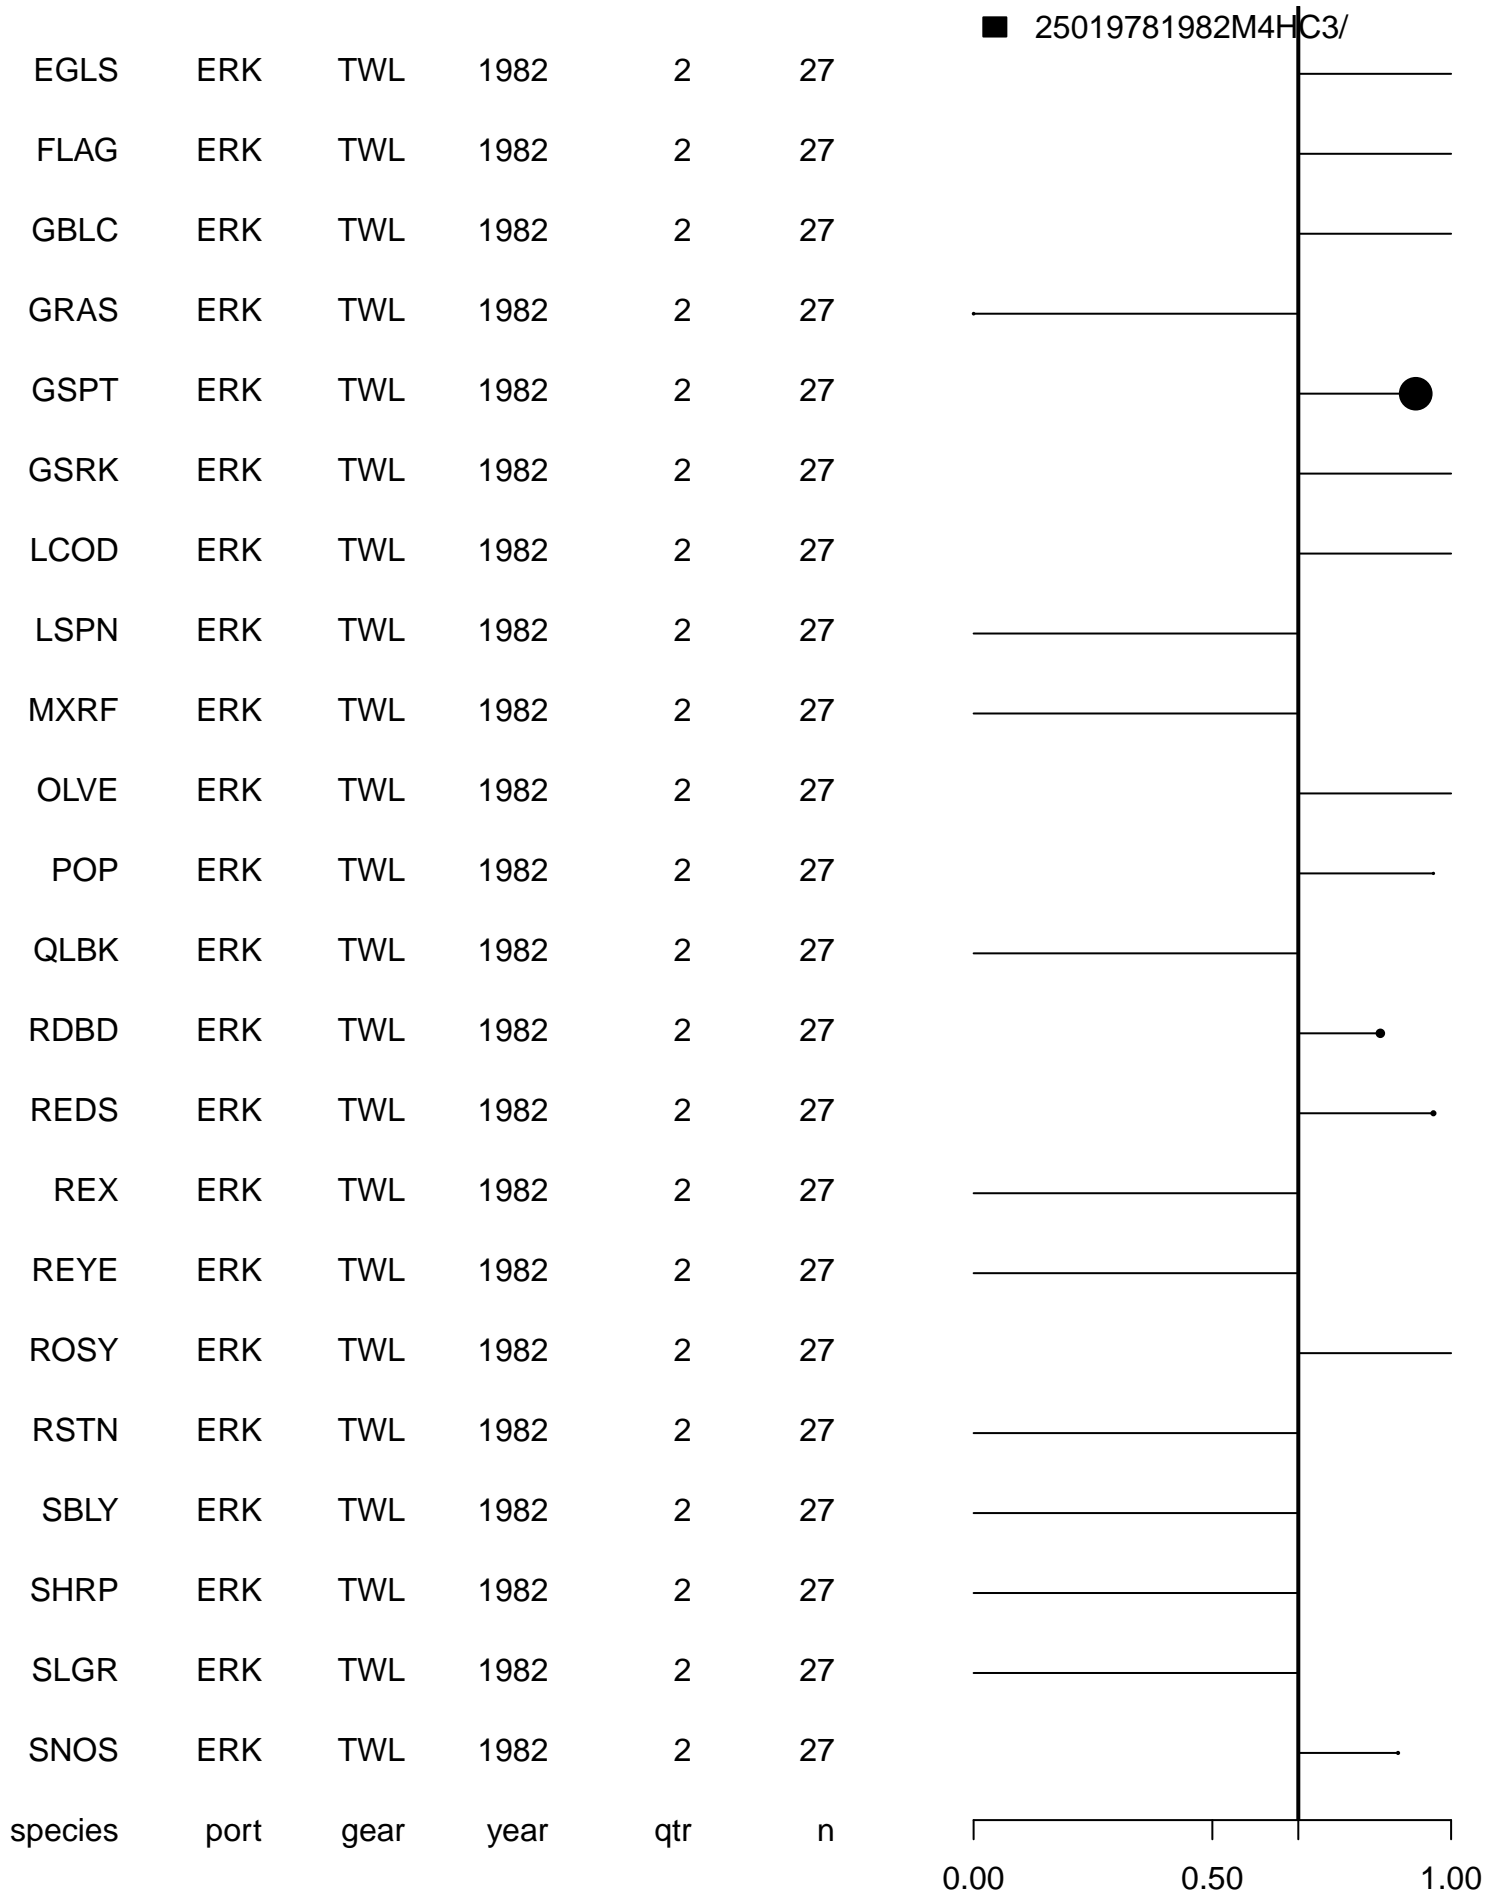 25019781982M4HC3/
EGLS ERK TWL 1982 2 27
FLAG ERK TWL 1982 2 27
GBLC ERK TWL 1982 2 27
GRAS ERK TWL 1982 2 27
GSPT ERK TWL 1982 2 27
GSRK ERK TWL 1982 2 27
LCOD ERK TWL 1982 2 27
LSPN ERK TWL 1982 2 27
MXRF ERK TWL 1982 2 27
OLVE ERK TWL 1982 2 27
POP ERK TWL 1982 2 27
QLBK ERK TWL 1982 2 27
RDBD ERK TWL 1982 2 27
REDS ERK TWL 1982 2 27
REX ERK TWL 1982 2 27
REYE ERK TWL 1982 2 27
ROSY ERK TWL 1982 2 27
RSTN ERK TWL 1982 2 27
SBLY ERK TWL 1982 2 27
SHRP ERK TWL 1982 2 27
SLGR ERK TWL 1982 2 27
SNOS ERK TWL 1982 2 27
species port gear year qtr n
0.00 0.50 1.00